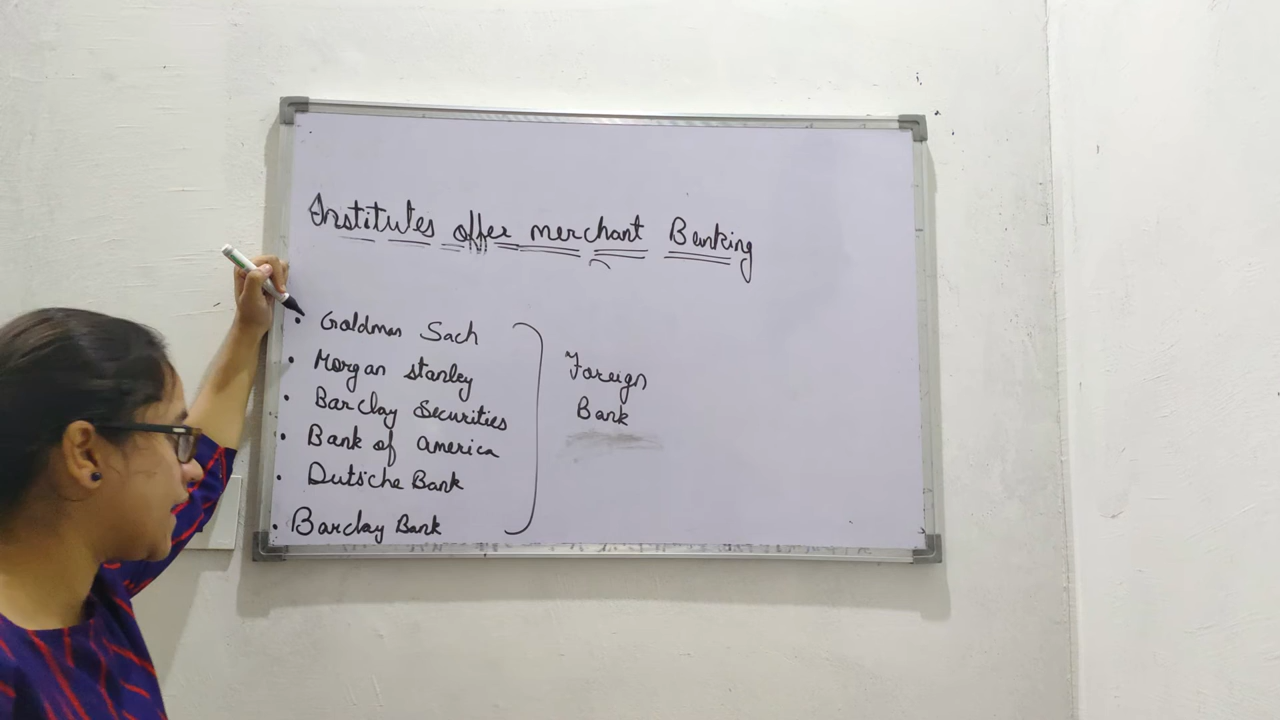 Institutes offer merchant Banking
• Goldman Sach
• Morgan stanley
• Barclay Securities
• Bank of america
• Dutsche Bank
• Barclay Bank
Foreign
Bank